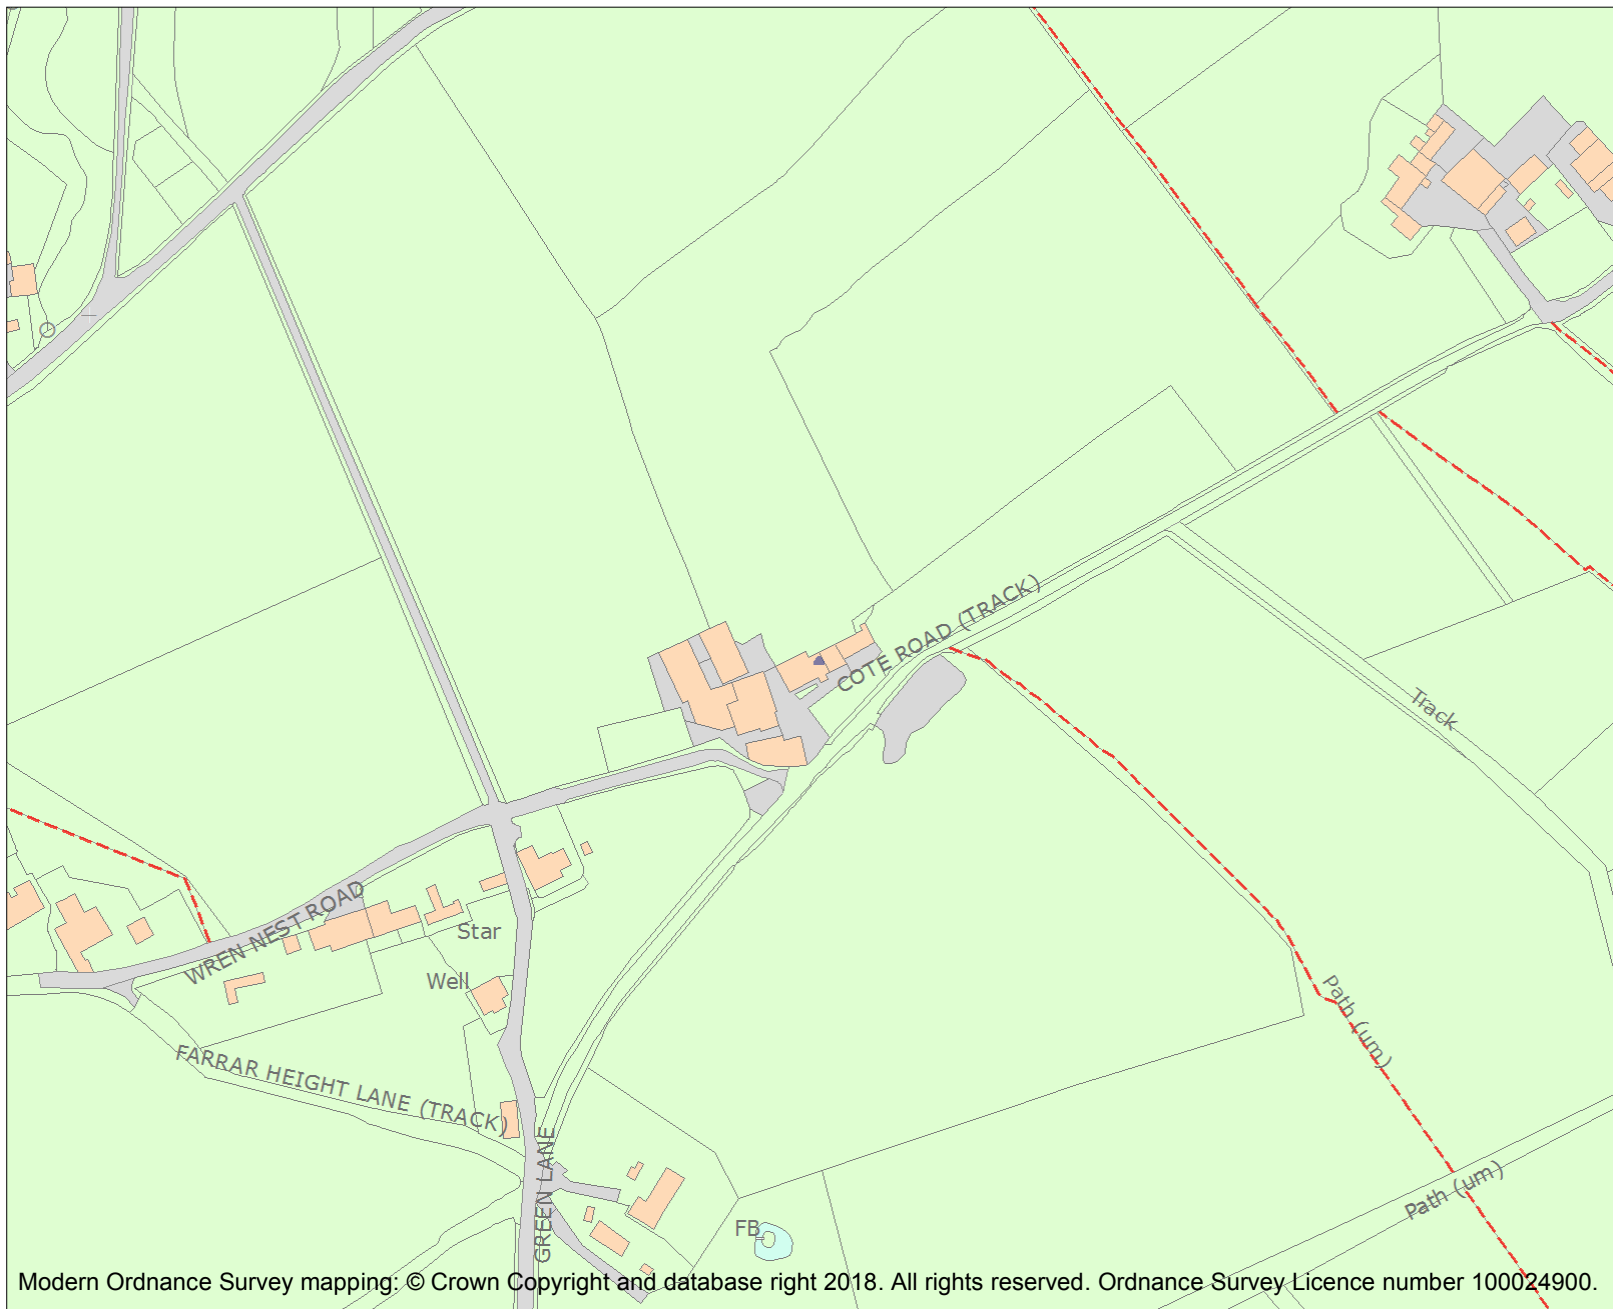 COTE ROAD (TRACK)
Track
WREN NEST ROAD
Star
Well
Path (um)
FARRAR HEIGHT LANE (TRACK)
GREEN LANE
Path (um)
FB
Modern Ordnance Survey mapping: © Crown Copyright and database right 2018. All rights reserved. Ordnance Survey Licence number 100024900.